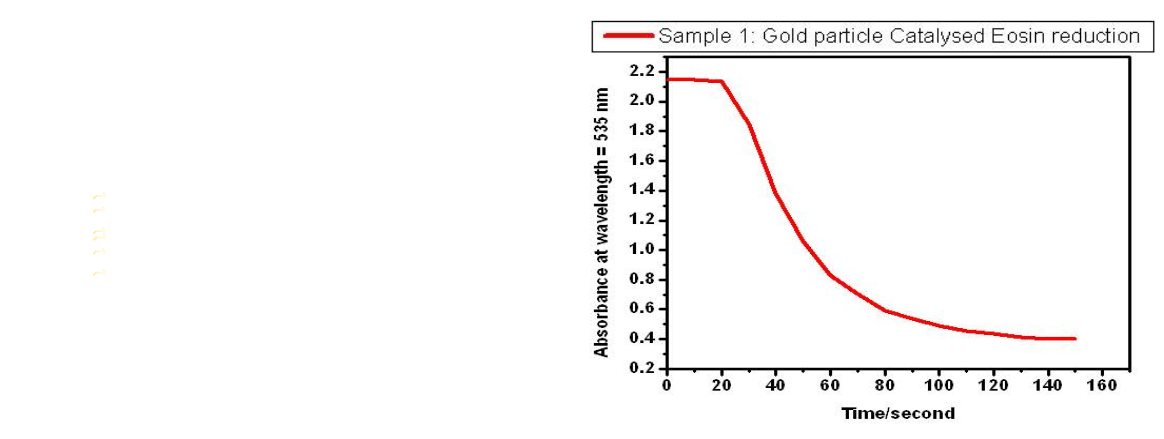 Sample 1: Gold particle Catalysed Eosin reduction
Absorbance at wavelength = 535 nm
2.2
2.0
1.8
1.6
1.4
1.2
1.0
0.8
0.6
0.4
0.2
0 20 40 60 80 100 120 140 160
Time/second